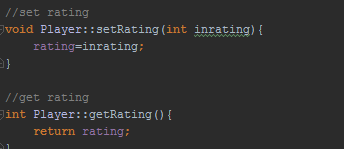 //set rating
void Player::setRating(int inrating){
rating=inrating;
}
//get rating
int Player::getRating(){
return rating;
}